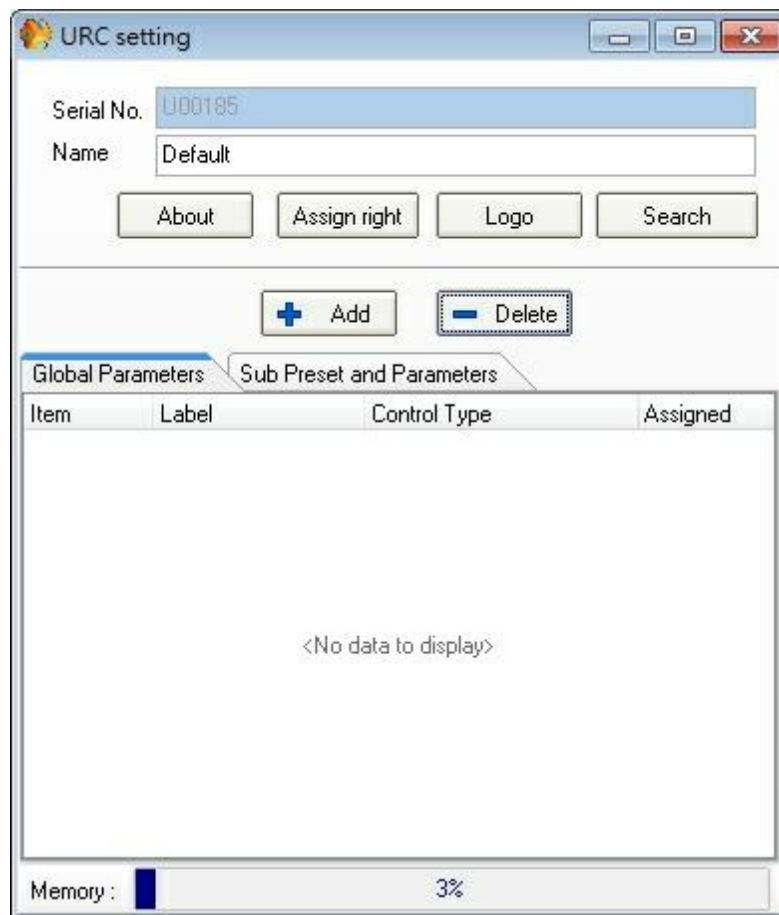 URC setting
Serial No. U00185
Name Default
About Assign right Logo Search
Add Delete
Global Parameters Sub Preset and Parameters
Item Label Control Type Assigned
<No data to display>
Memory : 3%